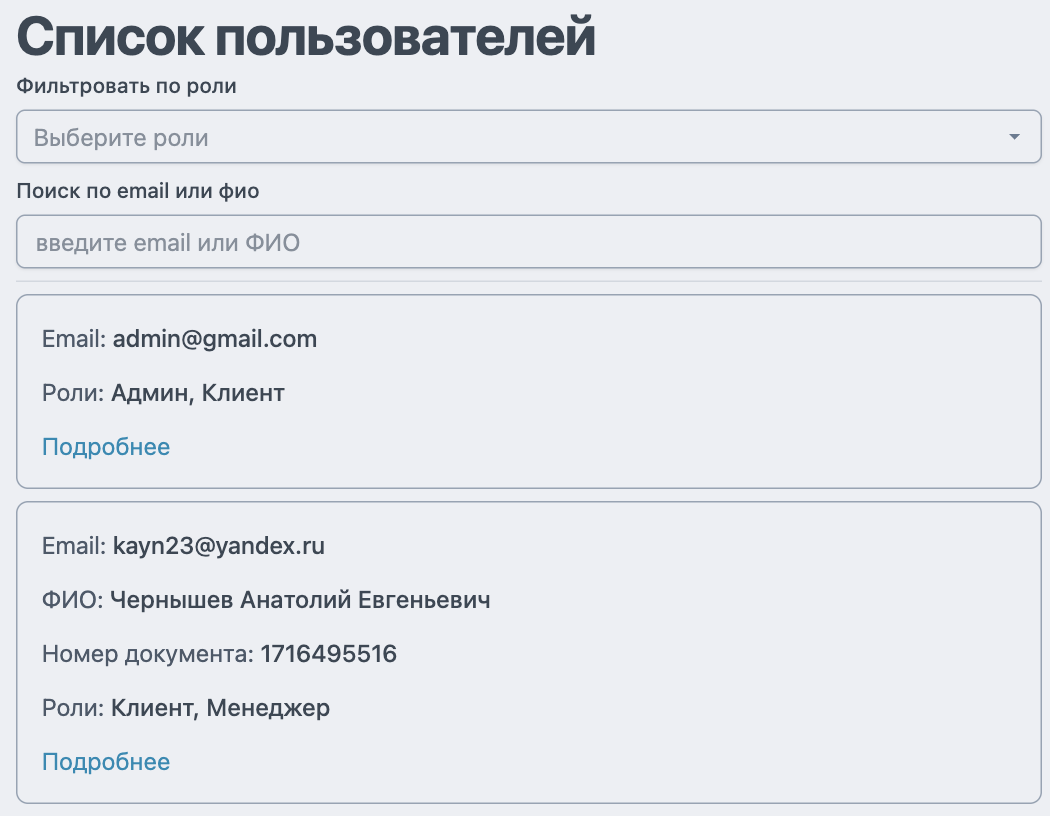 Список пользователей
Фильтровать по роли
Выберите роли
Поиск по email или фио
введите email или ФИО
Email: admin@gmail.com
Роли: Админ, Клиент
Подробнее
Email: kayn23@yandex.ru
ФИО: Чернышев Анатолий Евгеньевич
Номер документа: 1716495516
Роли: Клиент, Менеджер
Подробнее